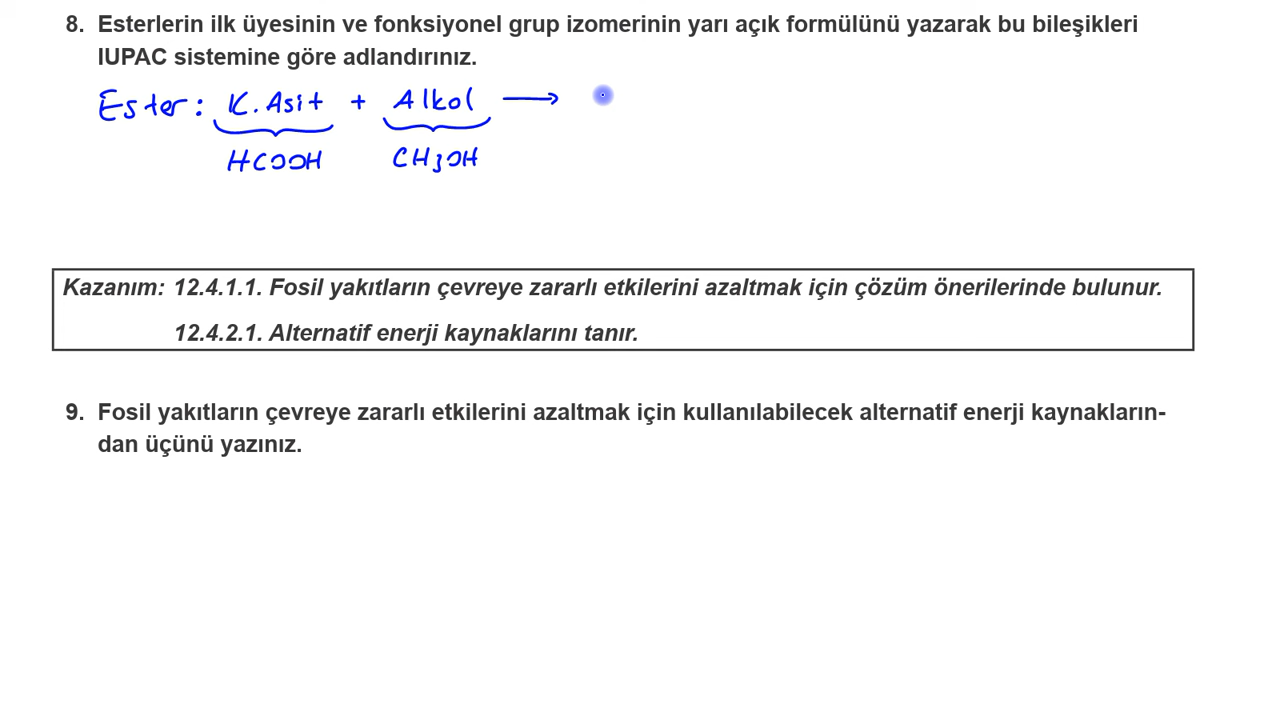 8. Esterlerin ilk üyesinin ve fonksiyonel grup izomerinin yarı açık formülünü yazarak bu bileşikleri
IUPAC sistemine göre adlandırınız.
Ester: K. Asit + Alkol →
HCOOH CH3OH
Kazanım: 12.4.1.1. Fosil yakıtların çevreye zararlı etkilerini azaltmak için çözüm önerilerinde bulunur.
12.4.2.1. Alternatif enerji kaynaklarını tanır.
9. Fosil yakıtların çevreye zararlı etkilerini azaltmak için kullanılabilecek alternatif enerji kaynakların-
dan üçünü yazınız.